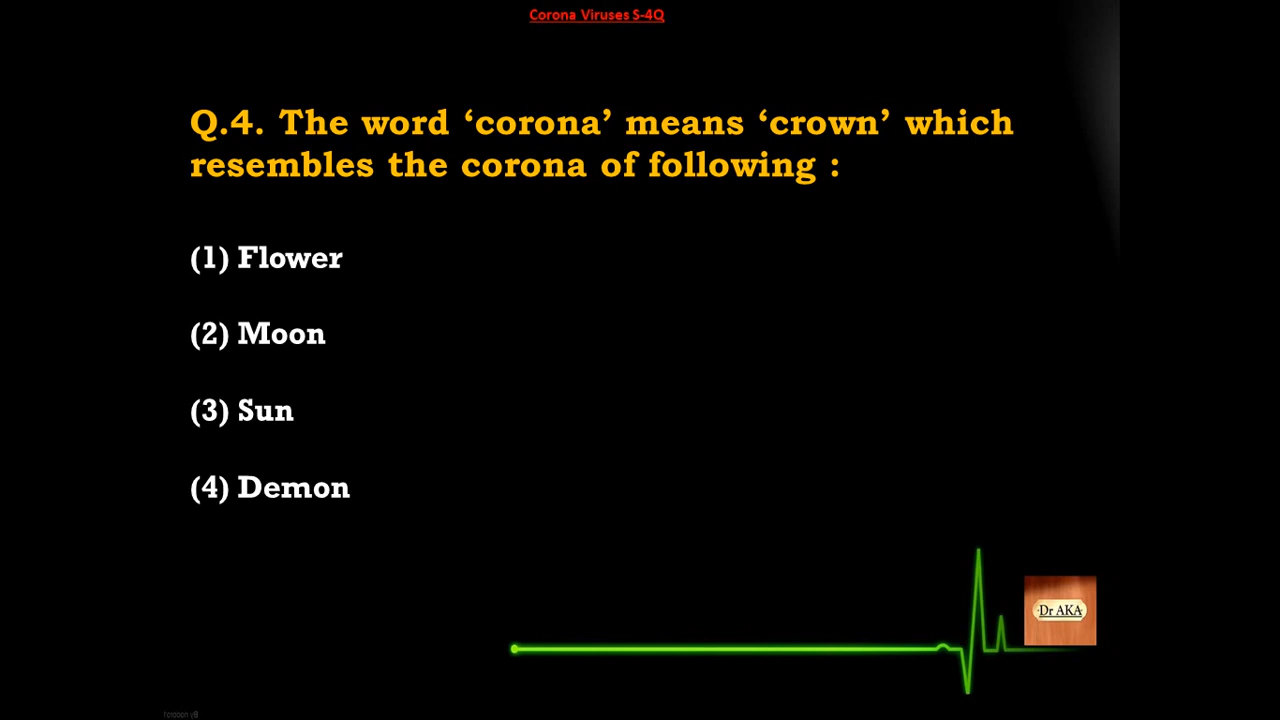 Corona Viruses S-4Q
Q.4. The word ‘corona’ means ‘crown’ which
resembles the corona of following :
(1) Flower
(2) Moon
(3) Sun
(4) Demon
Dr AKA